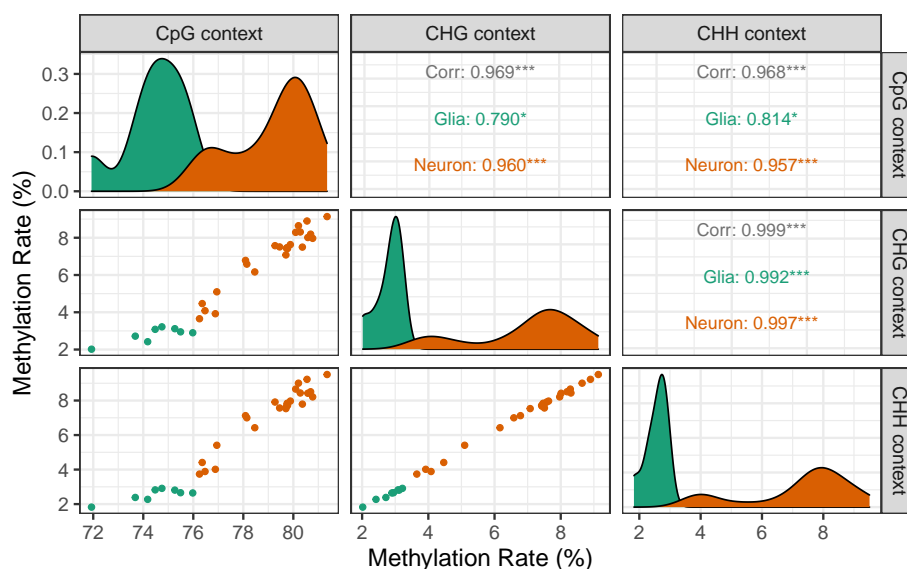 CpG context
CHG context
CHH context
Methylation Rate (%)
0.3
0.2
0.1
0.0
Corr: 0.969***
Glia: 0.790*
Neuron: 0.960***
Corr: 0.968***
Glia: 0.814*
Neuron: 0.957***
CpG context
8
6
4
2
Corr: 0.999***
Glia: 0.992***
Neuron: 0.997***
CHG context
8
6
4
2
CHH context
72 74 76 78 80
2 4 6 8
2 4 6 8
Methylation Rate (%)